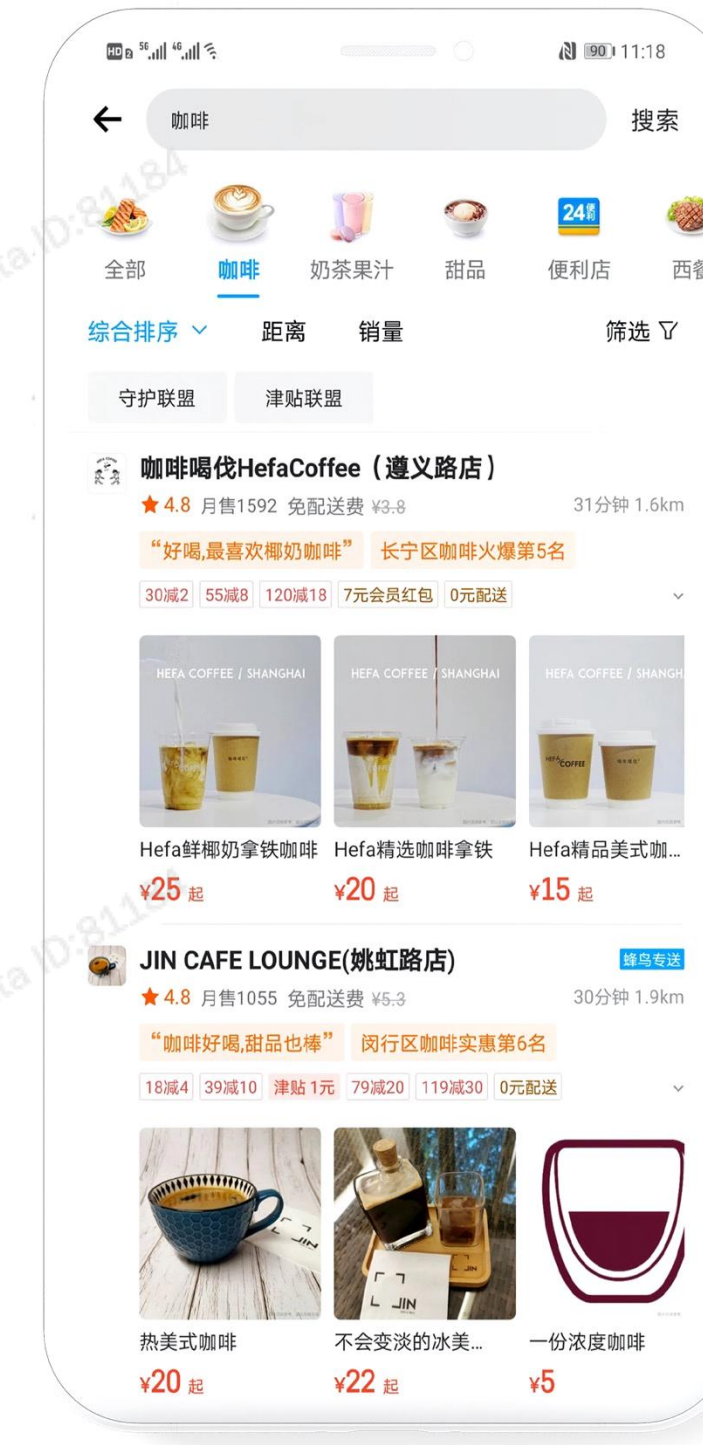 HD 2 5G 4G 90 11:18
咖啡 搜索
24 便利
全部 咖啡 奶茶果汁 甜品 便利店 西餐
综合排序 距离 销量 筛选
守护联盟 津贴联盟
咖啡喝伐HefaCoffee（遵义路店）
4.8 月售1592 免配送费 ¥3.8 31分钟 1.6km
“好喝,最喜欢椰奶咖啡” 长宁区咖啡火爆第5名
30减2 55减8 120减18 7元会员红包 0元配送
HEFA COFFEE / SHANGHAI HEFA COFFEE / SHANGHAI HEFA COFFEE / SHANGH
HEFA COFFEE
Hefa鲜椰奶拿铁咖啡 Hefa精选咖啡拿铁 Hefa精品美式咖...
¥25 起 ¥20 起 ¥15 起
JIN CAFE LOUNGE(姚虹路店) 蜂鸟专送
4.8 月售1055 免配送费 ¥5.3 30分钟 1.9km
“咖啡好喝,甜品也棒” 闵行区咖啡实惠第6名
18减4 39减10 津贴 1元 79减20 119减30 0元配送
JIN JIN JIN
热美式咖啡 不会变淡的冰美... 一份浓度咖啡
¥20 起 ¥22 起 ¥5
ta ID:81184
ta ID:81184